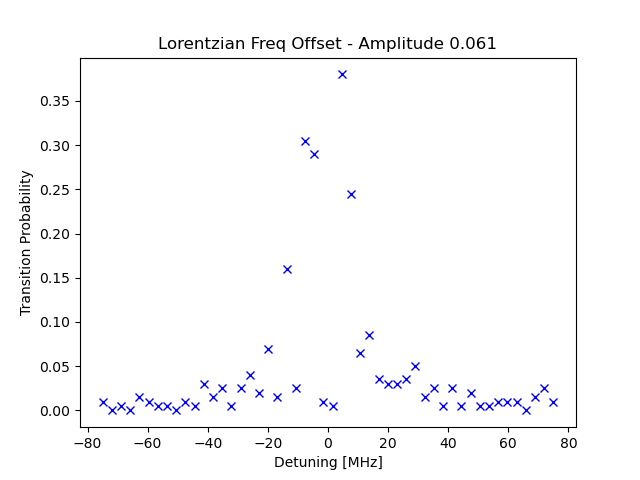 Lorentzian Freq Offset - Amplitude 0.061
Transition Probability
0.35
0.30
0.25
0.20
0.15
0.10
0.05
0.00
−80 −60 −40 −20 0 20 40 60 80
Detuning [MHz]